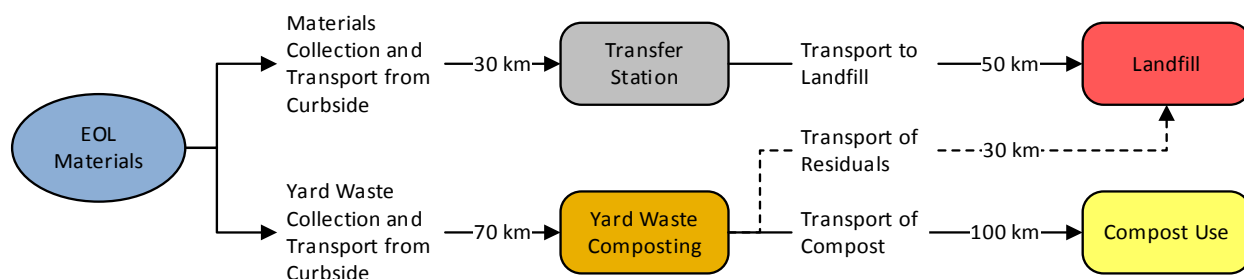 EOL
Materials
Materials
Collection and
Transport from
Curbside
30 km
Transfer
Station
Transport to
Landfill
50 km
Landfill
Transport of
Residuals
30 km
Yard Waste
Collection and
Transport from
Curbside
70 km
Yard Waste
Composting
Transport of
Compost
100 km
Compost Use